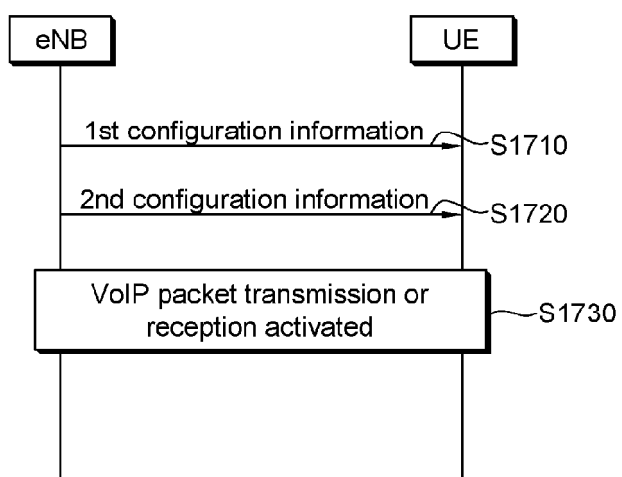 eNB
UE
1st configuration information
S1710
2nd configuration information
S1720
VoIP packet transmission or
reception activated
S1730